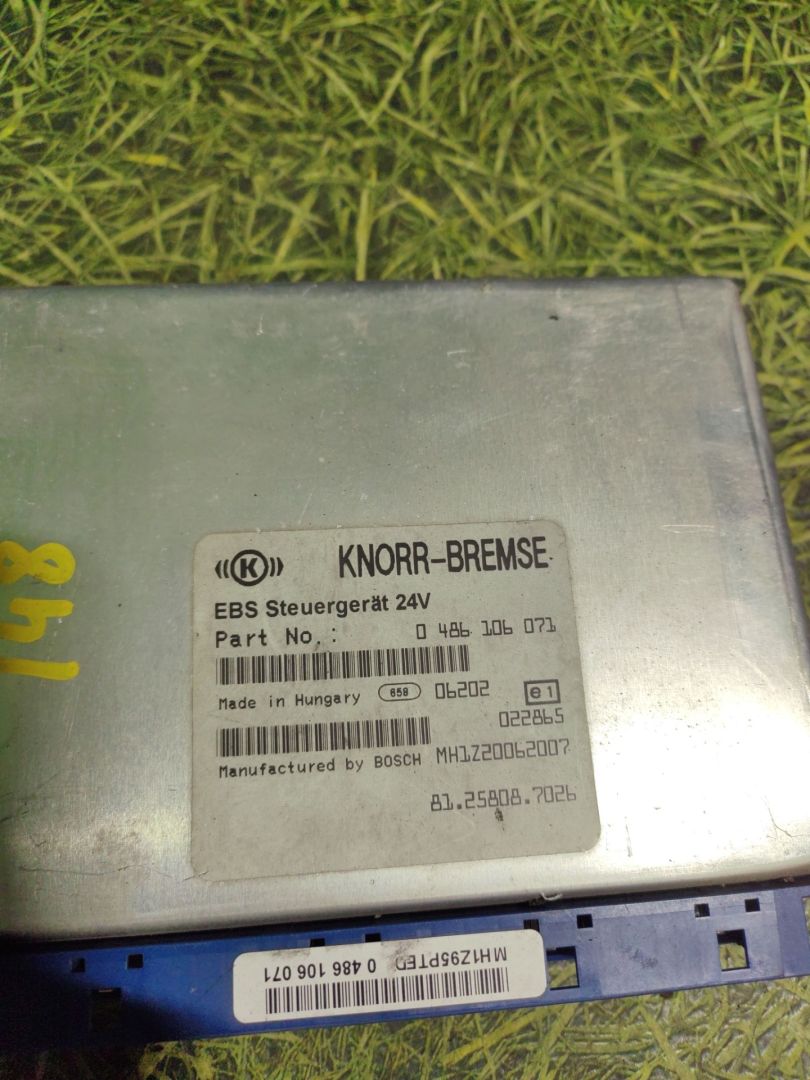 148
K KNORR-BREMSE
EBS Steuergerät 24V
Part No.: 0 486 106 071
Made in Hungary 658 06202 e1
022865
Manufactured by BOSCH MH1Z20062007
81.25808.7026
MH1Z95PTED 0 486 106 071